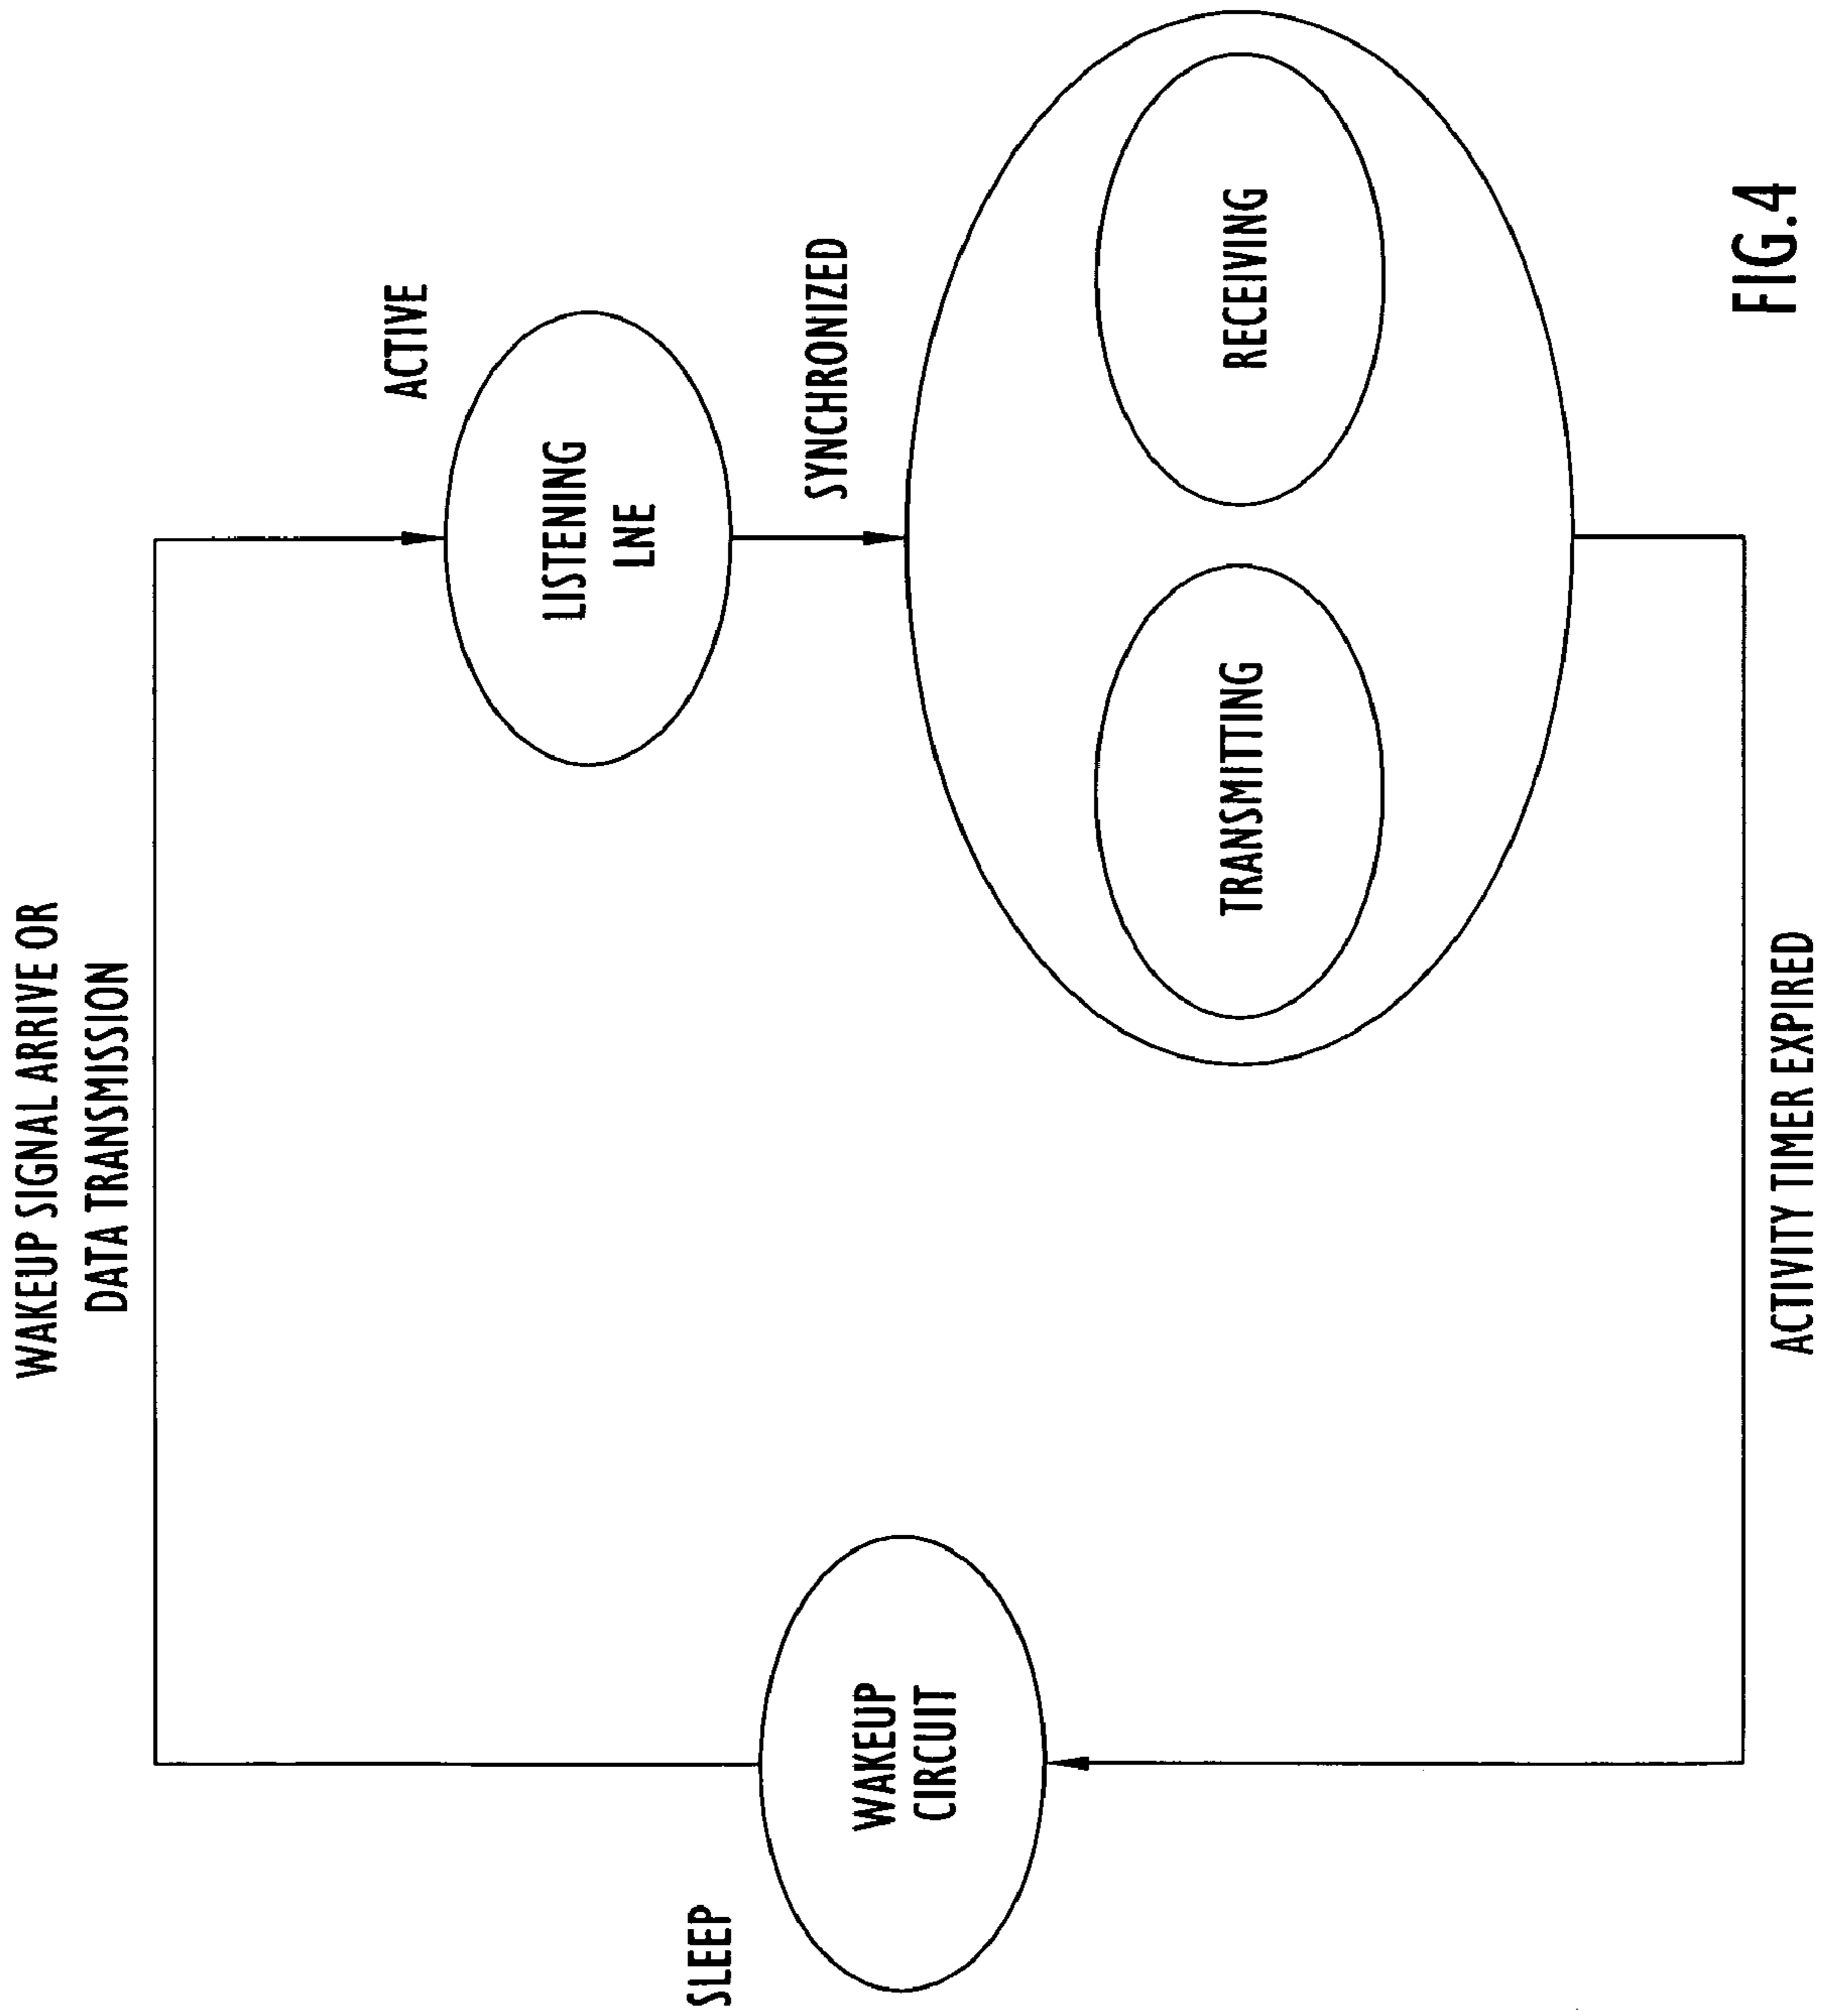 WAKEUP SIGNAL ARRIVE OR
DATA TRANSMISSION
ACTIVE
LISTENING
LNE
SLEEP
WAKEUP
CIRCUIT
SYNCHRONIZED
TRANSMITTING
RECEIVING
ACTIVITY TIMER EXPIRED
FIG.4